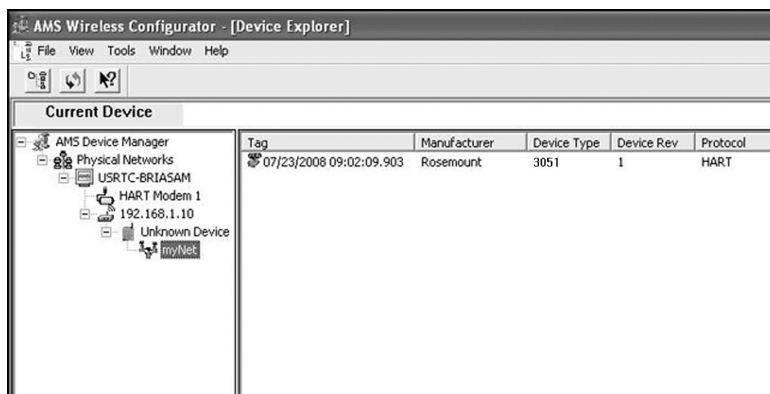 AMS Wireless Configurator - [Device Explorer]
File View Tools Window Help
Current Device
AMS Device Manager
Physical Networks
USRTC-BRIASAM
HART Modem 1
192.168.1.10
Unknown Device
myNet
Tag Manufacturer Device Type Device Rev Protocol
07/23/2008 09:02:09.903 Rosemount 3051 1 HART